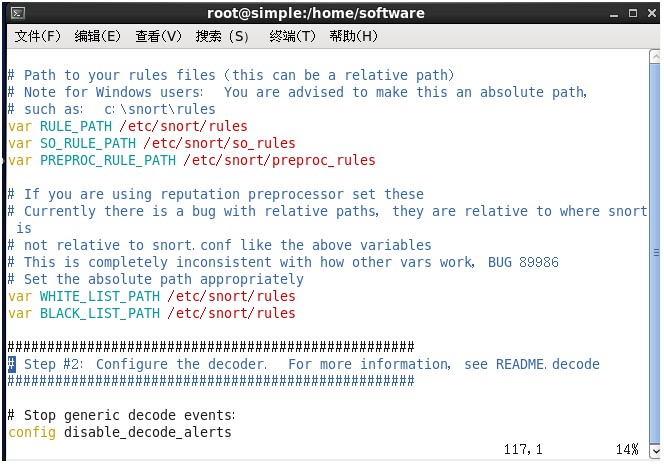 root@simple:/home/software
文件(F) 编辑(E) 查看(V) 搜索 (S) 终端(T) 帮助(H)
# Path to your rules files (this can be a relative path)
# Note for Windows users:  You are advised to make this an absolute path,
# such as:  c:\snort\rules
var RULE_PATH /etc/snort/rules
var SO_RULE_PATH /etc/snort/so_rules
var PREPROC_RULE_PATH /etc/snort/preproc_rules
# If you are using reputation preprocessor set these
# Currently there is a bug with relative paths, they are relative to where snort
is
# not relative to snort.conf like the above variables
# This is completely inconsistent with how other vars work, BUG 89986
# Set the absolute path appropriately
var WHITE_LIST_PATH /etc/snort/rules
var BLACK_LIST_PATH /etc/snort/rules
###################################################
# Step #2: Configure the decoder.  For more information, see README.decode
###################################################
# Stop generic decode events:
config disable_decode_alerts
117,1 14%